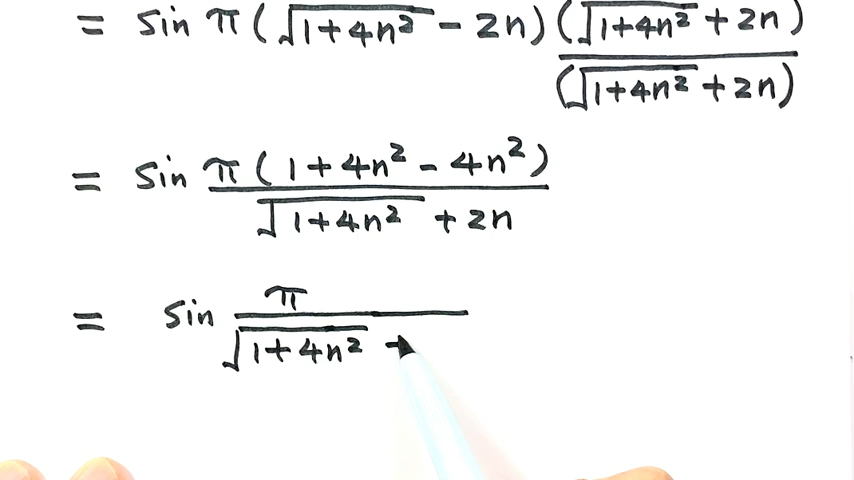 = sin π(√1+4n² - 2n) (√1+4n² + 2n)
(√1+4n² + 2n)
= sin π(1+4n² - 4n²)
√1+4n² + 2n
= sin π
√1+4n² +